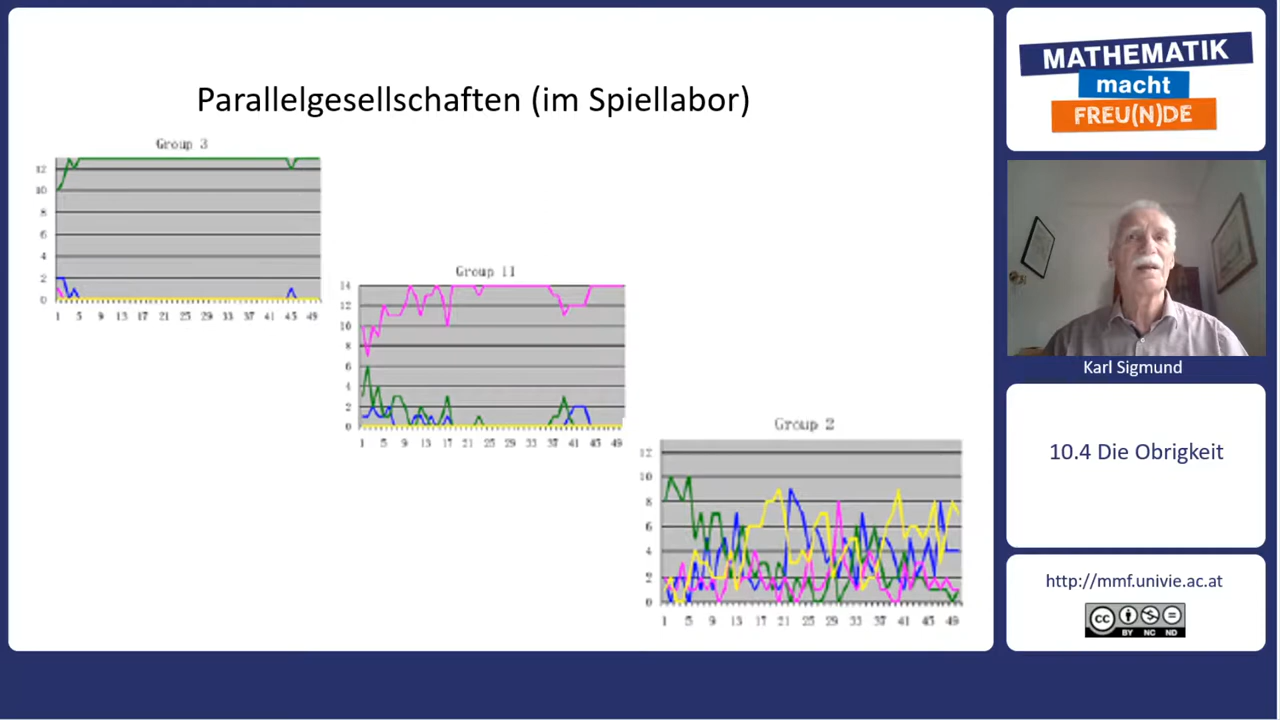 Parallelgesellschaften (im Spiellabor)
Group 3
12
10
8
6
4
2
0
1 5 9 13 17 21 25 29 33 37 41 45 49
Group 11
14
12
10
8
6
4
2
0
1 5 9 13 17 21 25 29 33 37 41 45 49
Group 2
12
10
8
6
4
2
0
1 5 9 13 17 21 25 29 33 37 41 45 49
MATHEMATIK
macht
FREU(N)DE
Karl Sigmund
10.4 Die Obrigkeit
http://mmf.univie.ac.at
cc
BY NC ND